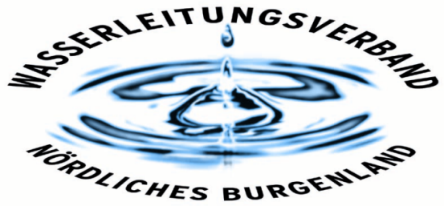 WASSERLEITUNGSVERBAND
NÖRDLICHES BURGENLAND